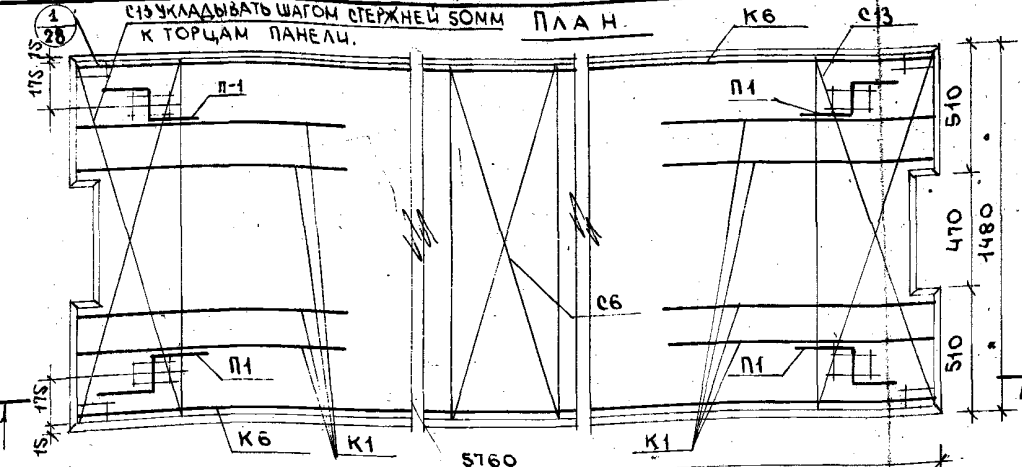 1
28
С13 УКЛАДЫВАТЬ ШАГОМ СТЕРЖНЕЙ 50ММ
К ТОРЦАМ ПАНЕЛИ.
ПЛАН.
К6
С13
15
175
П-1
П1
510
470
1480
С6
510
П1
П1
175
15
К6
К1
5760
К1